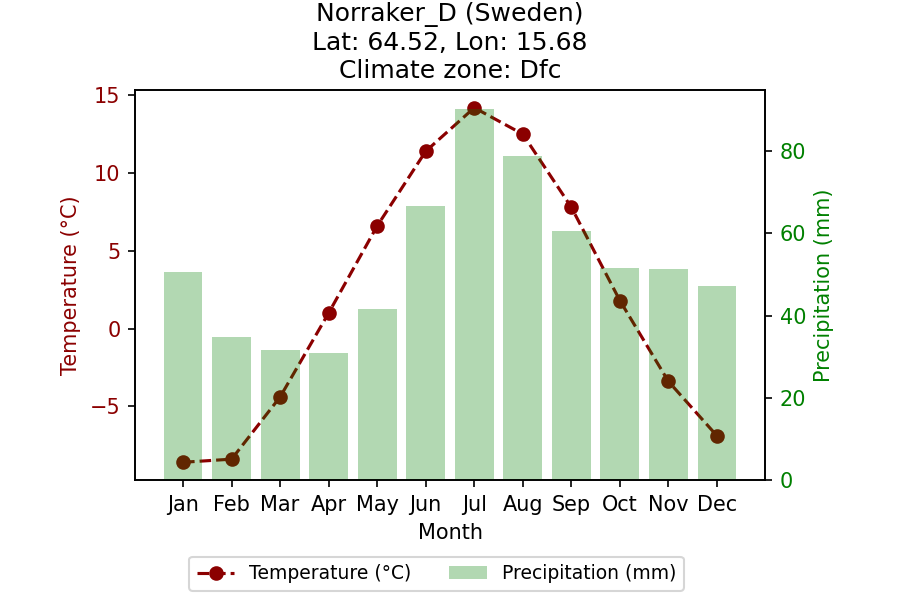 Norraker_D (Sweden)
Lat: 64.52, Lon: 15.68
Climate zone: Dfc
15
10
5
0
−5
Temperature (°C)
80
60
40
20
0
Precipitation (mm)
Jan Feb Mar Apr May Jun Jul Aug Sep Oct Nov Dec
Month
Temperature (°C) Precipitation (mm)